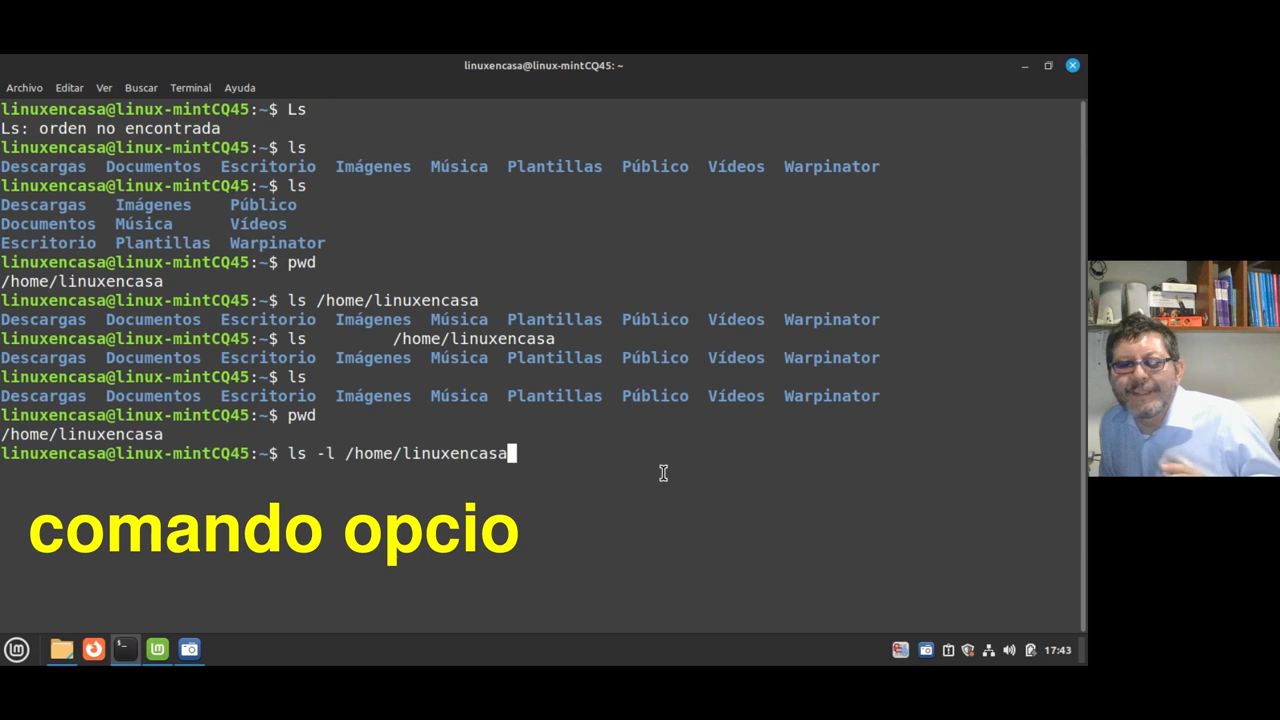 linuxencasa@linux-mintCQ45: ~
Archivo Editar Ver Buscar Terminal Ayuda
linuxencasa@linux-mintCQ45:~$ Ls
Ls: orden no encontrada
linuxencasa@linux-mintCQ45:~$ ls
Descargas Documentos Escritorio Imágenes Música Plantillas Público Vídeos Warpinator
linuxencasa@linux-mintCQ45:~$ ls
Descargas Imágenes Público
Documentos Música Vídeos
Escritorio Plantillas Warpinator
linuxencasa@linux-mintCQ45:~$ pwd
/home/linuxencasa
linuxencasa@linux-mintCQ45:~$ ls /home/linuxencasa
Descargas Documentos Escritorio Imágenes Música Plantillas Público Vídeos Warpinator
linuxencasa@linux-mintCQ45:~$ ls         /home/linuxencasa
Descargas Documentos Escritorio Imágenes Música Plantillas Público Vídeos Warpinator
linuxencasa@linux-mintCQ45:~$ ls
Descargas Documentos Escritorio Imágenes Música Plantillas Público Vídeos Warpinator
linuxencasa@linux-mintCQ45:~$ pwd
/home/linuxencasa
linuxencasa@linux-mintCQ45:~$ ls -l /home/linuxencasa
comando opcio
17:43